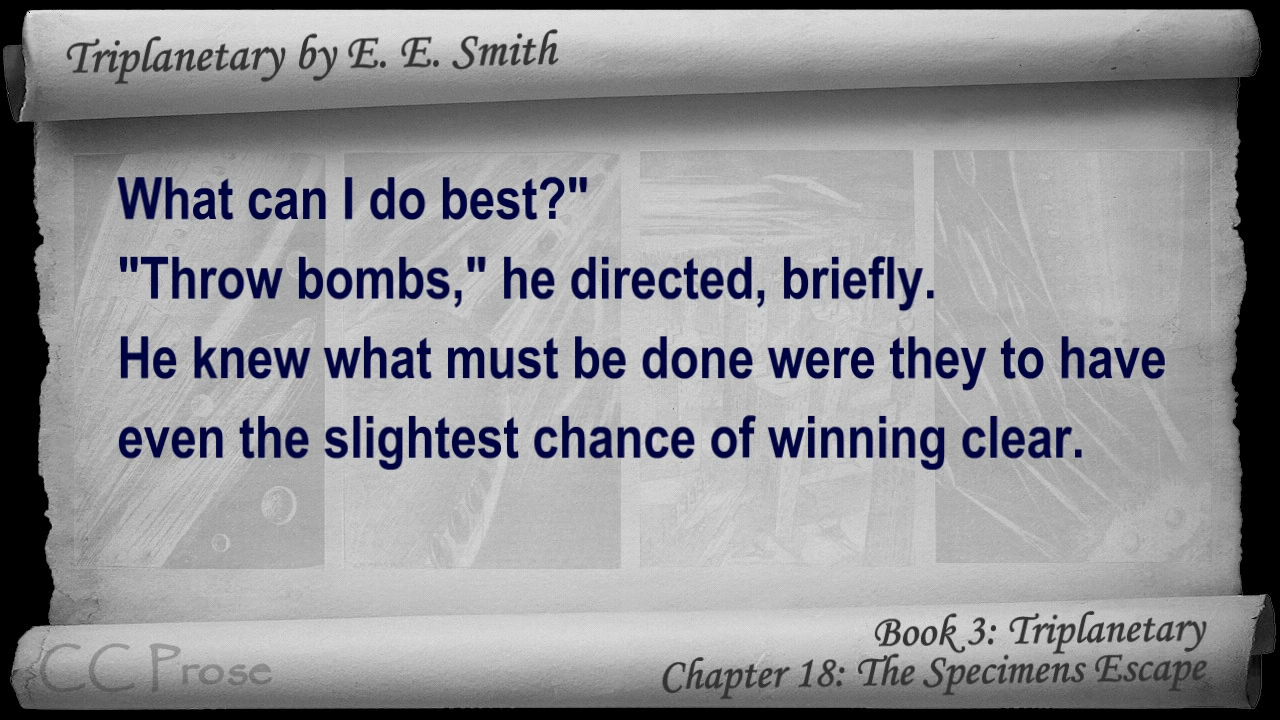 Triplanetary by E. E. Smith
What can I do best?"
"Throw bombs," he directed, briefly.
He knew what must be done were they to have
even the slightest chance of winning clear.
Book 3: Triplanetary
Chapter 18: The Specimens Escape
CC Prose